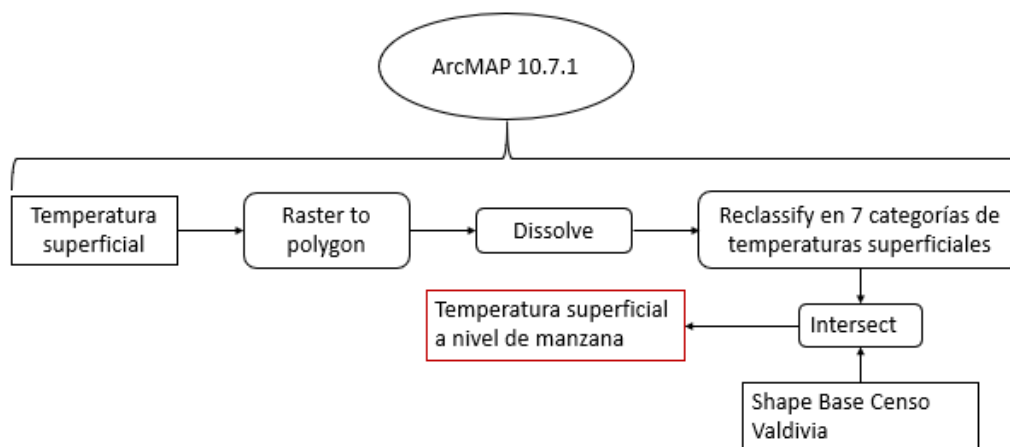 ArcMAP 10.7.1
Temperatura
superficial
Raster to
polygon
Dissolve
Reclassify en 7 categorías de
temperaturas superficiales
Temperatura superficial
a nivel de manzana
Intersect
Shape Base Censo
Valdivia